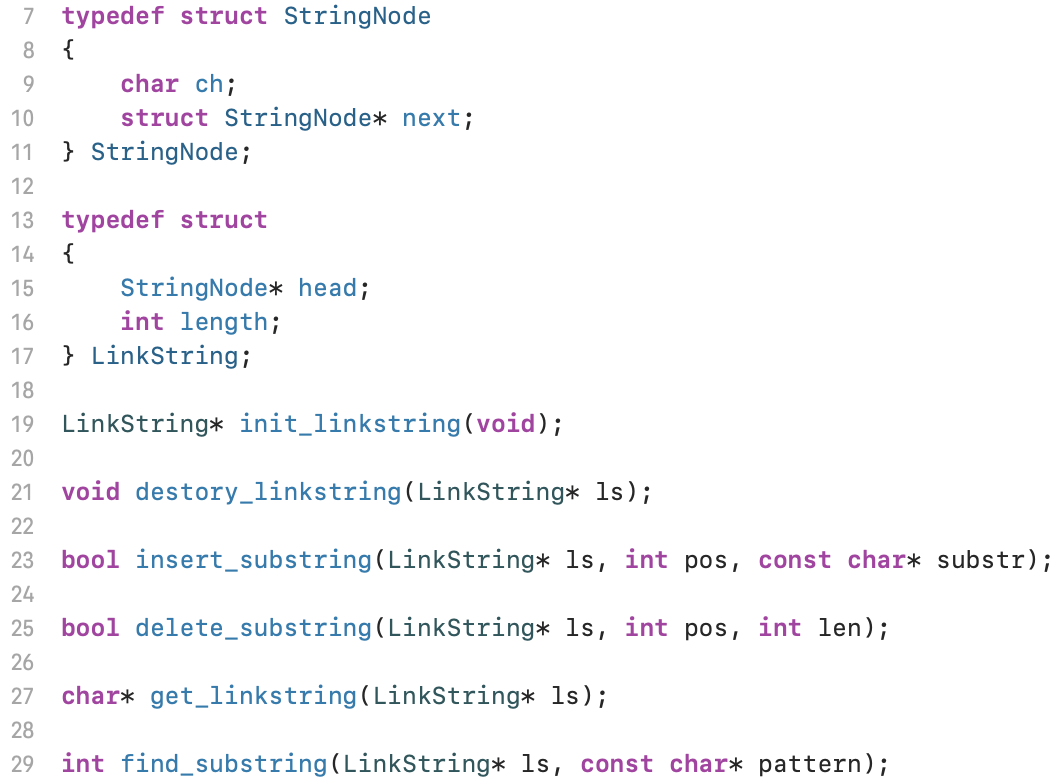 7 typedef struct StringNode
8 {
9     char ch;
10     struct StringNode* next;
11 } StringNode;
12
13 typedef struct
14 {
15     StringNode* head;
16     int length;
17 } LinkString;
18
19 LinkString* init_linkstring(void);
20
21 void destory_linkstring(LinkString* ls);
22
23 bool insert_substring(LinkString* ls, int pos, const char* substr);
24
25 bool delete_substring(LinkString* ls, int pos, int len);
26
27 char* get_linkstring(LinkString* ls);
28
29 int find_substring(LinkString* ls, const char* pattern);